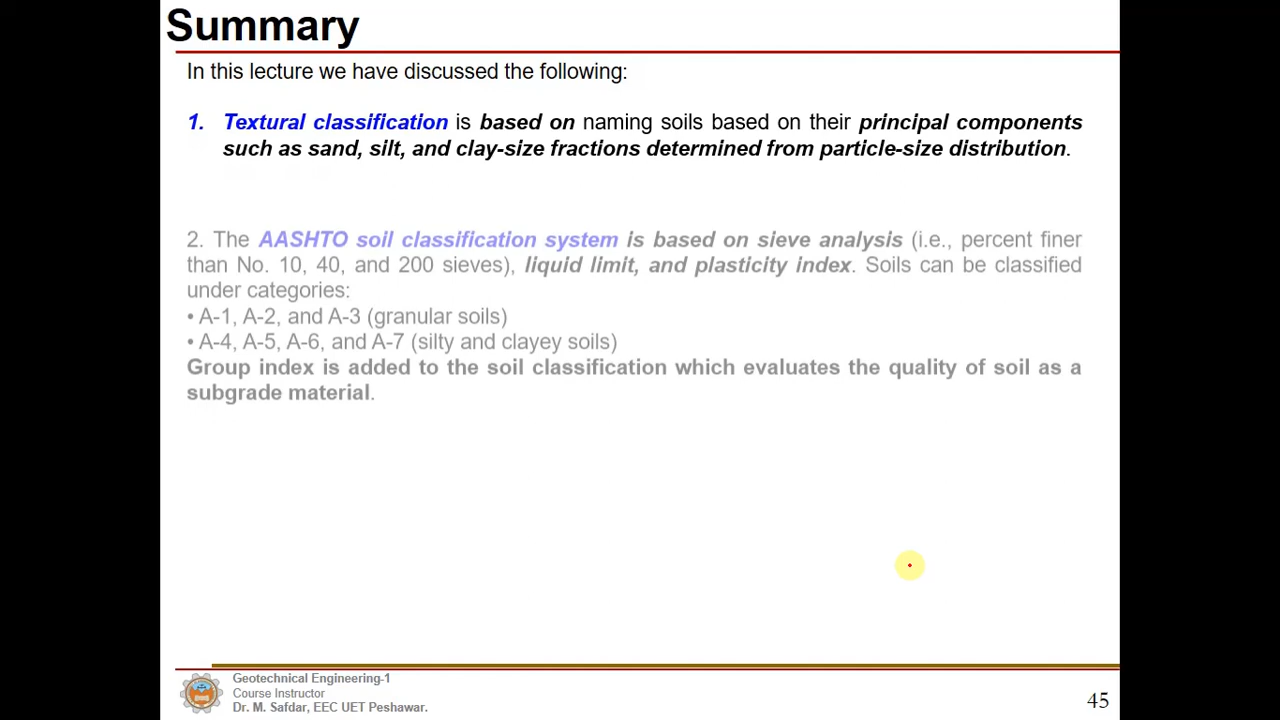 Summary
In this lecture we have discussed the following:
1. Textural classification is based on naming soils based on their principal components
such as sand, silt, and clay-size fractions determined from particle-size distribution.
2. The AASHTO soil classification system is based on sieve analysis (i.e., percent finer
than No. 10, 40, and 200 sieves), liquid limit, and plasticity index. Soils can be classified
under categories:
• A-1, A-2, and A-3 (granular soils)
• A-4, A-5, A-6, and A-7 (silty and clayey soils)
Group index is added to the soil classification which evaluates the quality of soil as a
subgrade material.
Geotechnical Engineering-1
Course Instructor
Dr. M. Safdar, EEC UET Peshawar.
45